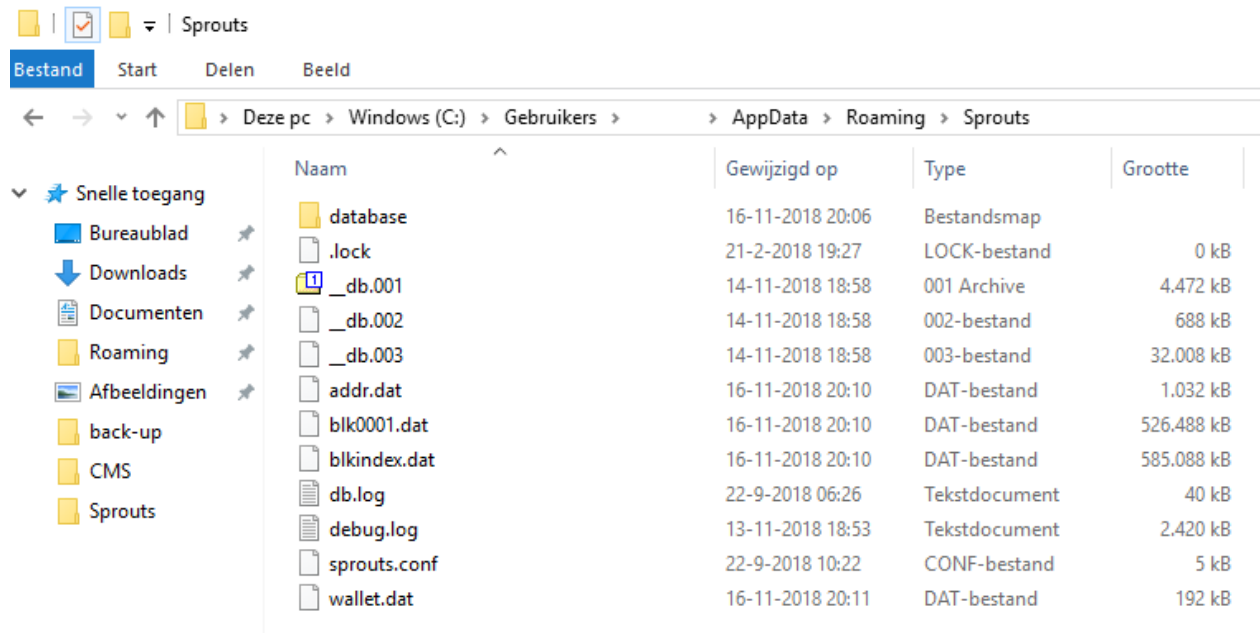 Sprouts
Bestand Start Delen Beeld
Deze pc > Windows (C:) > Gebruikers > > AppData > Roaming > Sprouts
Naam Gewijzigd op Type Grootte
Snelle toegang
Bureaublad
Downloads
Documenten
Roaming
Afbeeldingen
back-up
CMS
Sprouts
database 16-11-2018 20:06 Bestandsmap
.lock 21-2-2018 19:27 LOCK-bestand 0 kB
1 __db.001 14-11-2018 18:58 001 Archive 4.472 kB
__db.002 14-11-2018 18:58 002-bestand 688 kB
__db.003 14-11-2018 18:58 003-bestand 32.008 kB
addr.dat 16-11-2018 20:10 DAT-bestand 1.032 kB
blk0001.dat 16-11-2018 20:10 DAT-bestand 526.488 kB
blkindex.dat 16-11-2018 20:10 DAT-bestand 585.088 kB
db.log 22-9-2018 06:26 Tekstdocument 40 kB
debug.log 13-11-2018 18:53 Tekstdocument 2.420 kB
sprouts.conf 22-9-2018 10:22 CONF-bestand 5 kB
wallet.dat 16-11-2018 20:11 DAT-bestand 192 kB